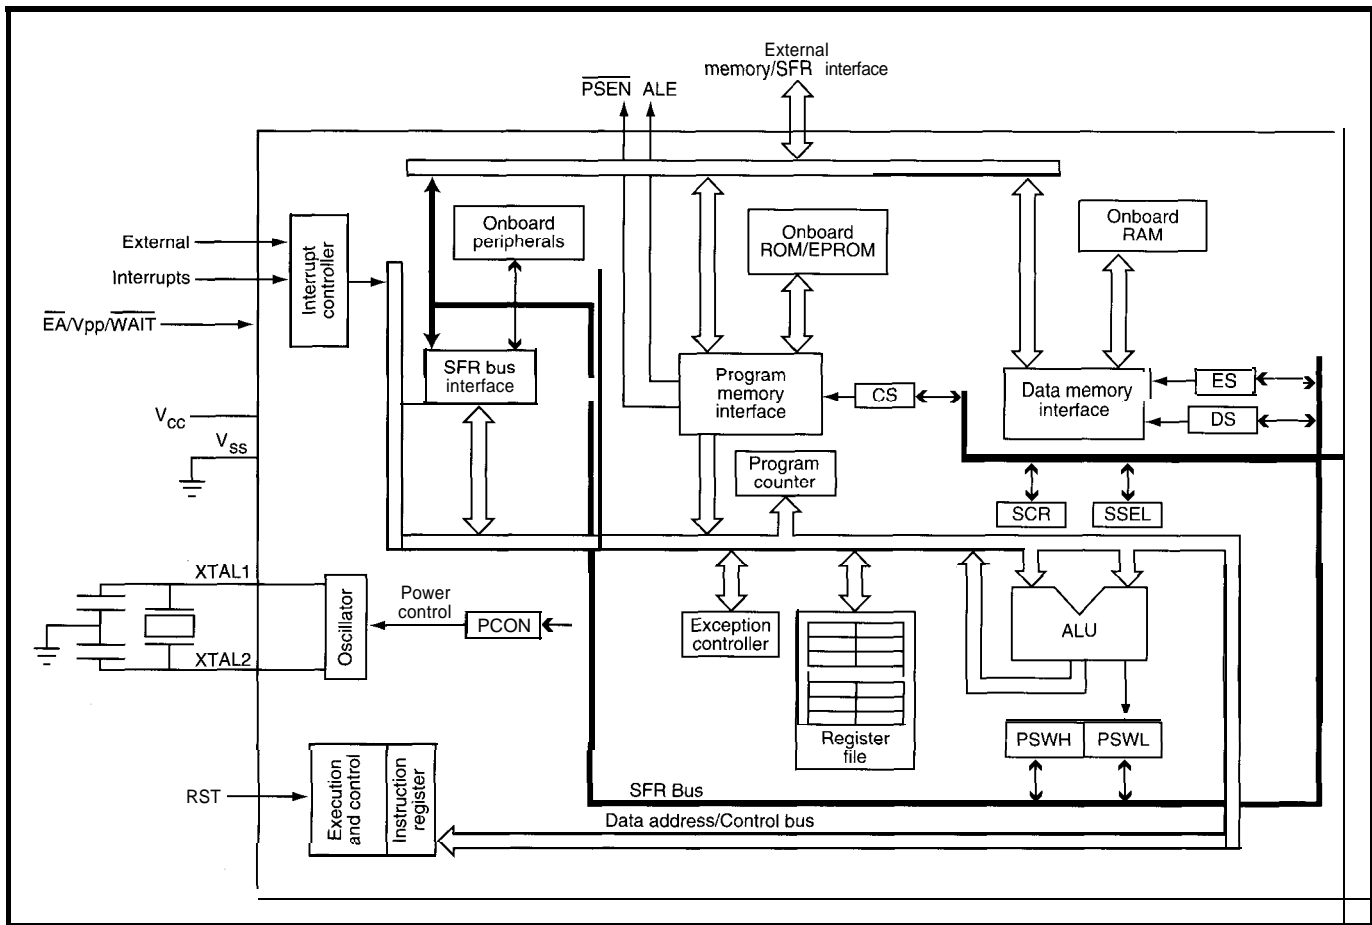 External
memory/SFR interface
PSEN ALE
Onboard
peripherals
Onboard
ROM/EPROM
Onboard
RAM
External
Interrupts
Interrupt
controller
EA/Vpp/WAIT
SFR bus
interface
Program
memory
interface
CS
Data memory
interface
ES
DS
VCC
VSS
Program
counter
SCR
SSEL
XTAL1
XTAL2
Oscillator
Power
control
PCON
Exception
controller
Register
file
ALU
PSWH
PSWL
RST
Execution
and control
Instruction
register
SFR Bus
Data address/Control bus